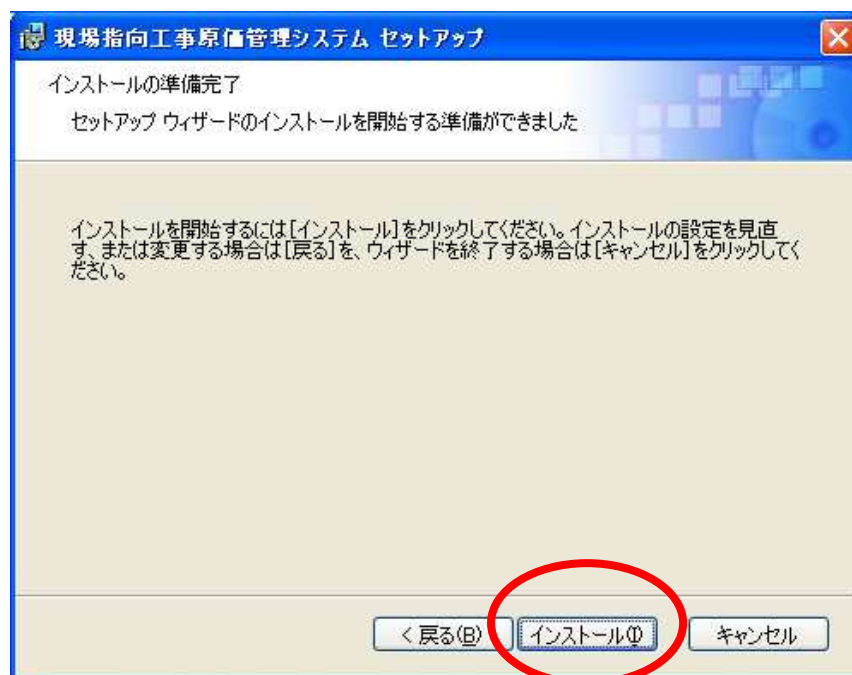 現場指向工事原価管理システム セットアップ
インストールの準備完了
セットアップ ウィザードのインストールを開始する準備ができました
インストールを開始するには[インストール]をクリックしてください。インストールの設定を見直
す、または変更する場合は[戻る]を、ウィザードを終了する場合は[キャンセル]をクリックしてく
ださい。
< 戻る(B) インストール(I) キャンセル